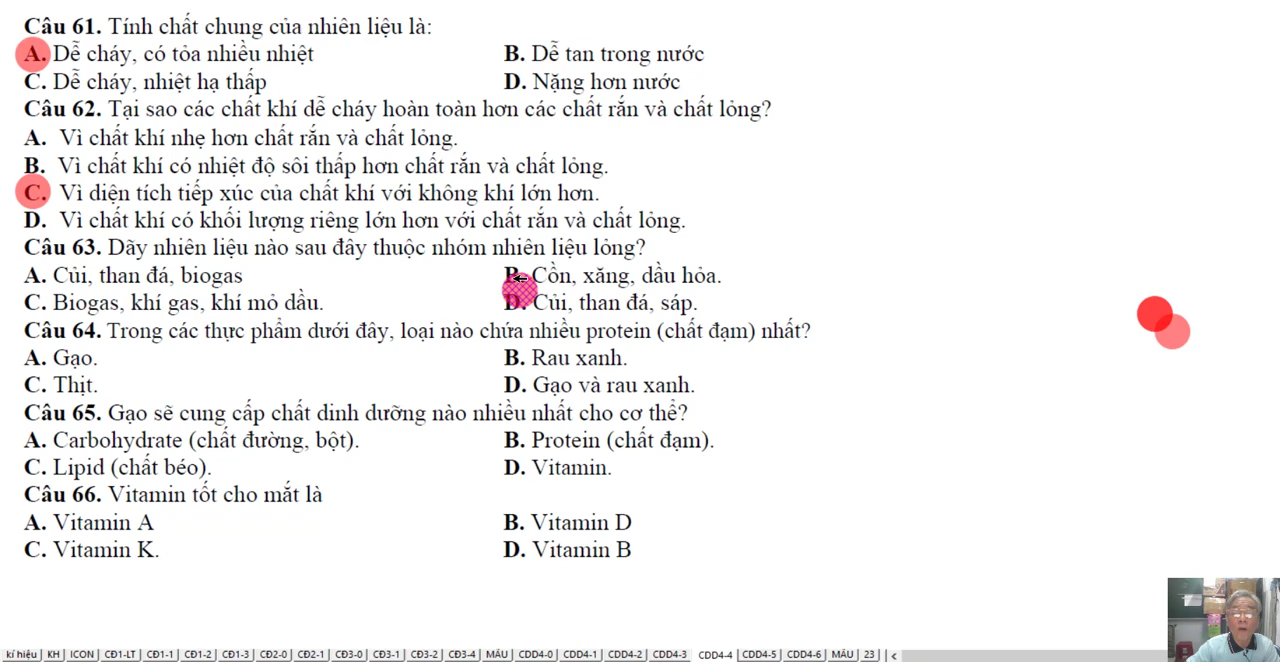 Câu 61. Tính chất chung của nhiên liệu là:
A. Dễ cháy, có tỏa nhiều nhiệt B. Dễ tan trong nước
C. Dễ cháy, nhiệt hạ thấp D. Nặng hơn nước
Câu 62. Tại sao các chất khí dễ cháy hoàn toàn hơn các chất rắn và chất lỏng?
A. Vì chất khí nhẹ hơn chất rắn và chất lỏng.
B. Vì chất khí có nhiệt độ sôi thấp hơn chất rắn và chất lỏng.
C. Vì diện tích tiếp xúc của chất khí với không khí lớn hơn.
D. Vì chất khí có khối lượng riêng lớn hơn với chất rắn và chất lỏng.
Câu 63. Dãy nhiên liệu nào sau đây thuộc nhóm nhiên liệu lỏng?
A. Củi, than đá, biogas B. Cồn, xăng, dầu hỏa.
C. Biogas, khí gas, khí mỏ dầu. D. Củi, than đá, sáp.
Câu 64. Trong các thực phẩm dưới đây, loại nào chứa nhiều protein (chất đạm) nhất?
A. Gạo. B. Rau xanh.
C. Thịt. D. Gạo và rau xanh.
Câu 65. Gạo sẽ cung cấp chất dinh dưỡng nào nhiều nhất cho cơ thể?
A. Carbohydrate (chất đường, bột). B. Protein (chất đạm).
C. Lipid (chất béo). D. Vitamin.
Câu 66. Vitamin tốt cho mắt là
A. Vitamin A B. Vitamin D
C. Vitamin K. D. Vitamin B
kí hiệu KH ICON CĐ1-LT CĐ1-1 CĐ1-2 CĐ1-3 CĐ2-0 CĐ2-1 CĐ3-0 CĐ3-1 CĐ3-2 CĐ3-4 MẪU CDD4-0 CDD4-1 CDD4-2 CDD4-3 CDD4-4 CDD4-5 CDD4-6 MẪU 23